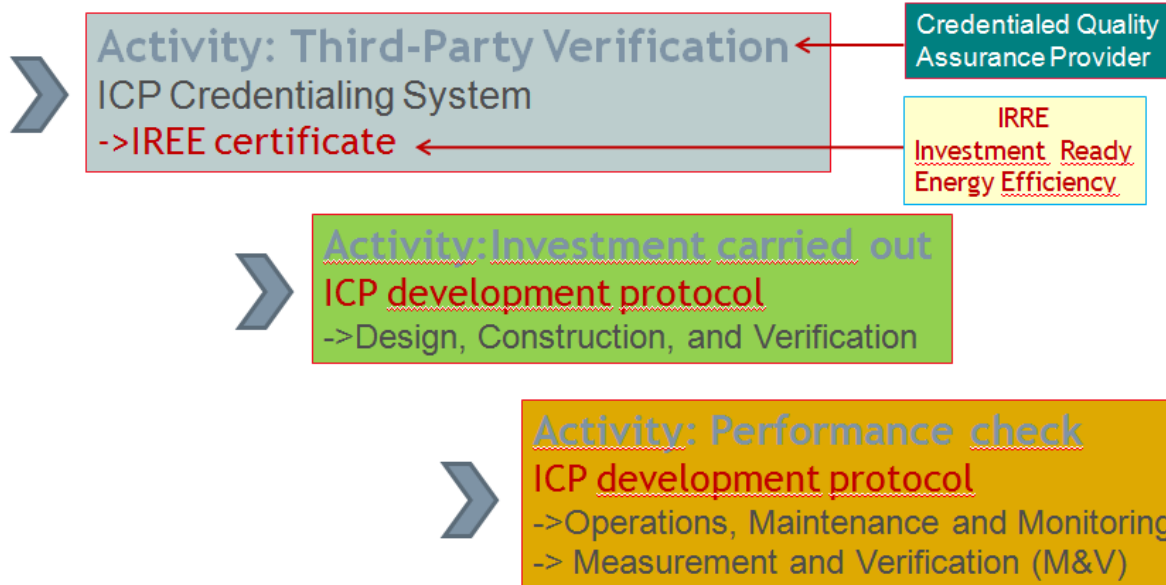 Activity: Third-Party Verification
ICP Credentialing System
->IREE certificate
Credentialed Quality
Assurance Provider
IRRE
Investment Ready
Energy Efficiency
Activity:Investment carried out
ICP development protocol
->Design, Construction, and Verification
Activity: Performance check
ICP development protocol
->Operations, Maintenance and Monitoring
-> Measurement and Verification (M&V)